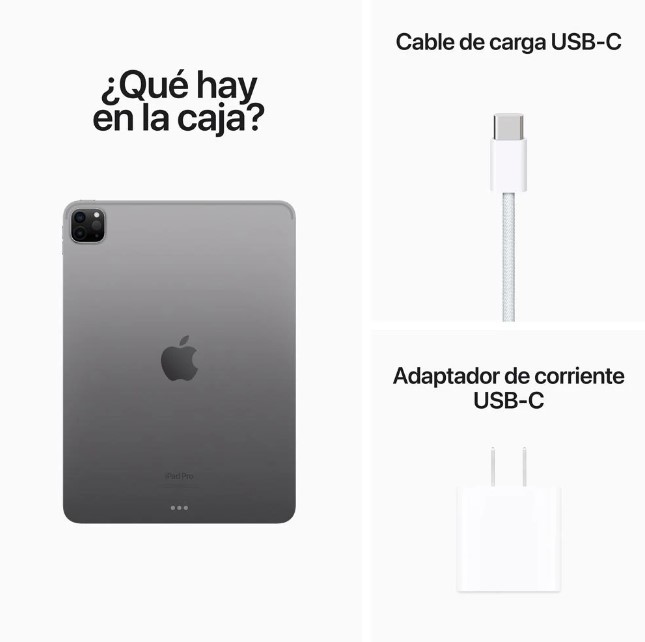 ¿Qué hay
en la caja?
iPad Pro
Cable de carga USB-C
Adaptador de corriente
USB-C